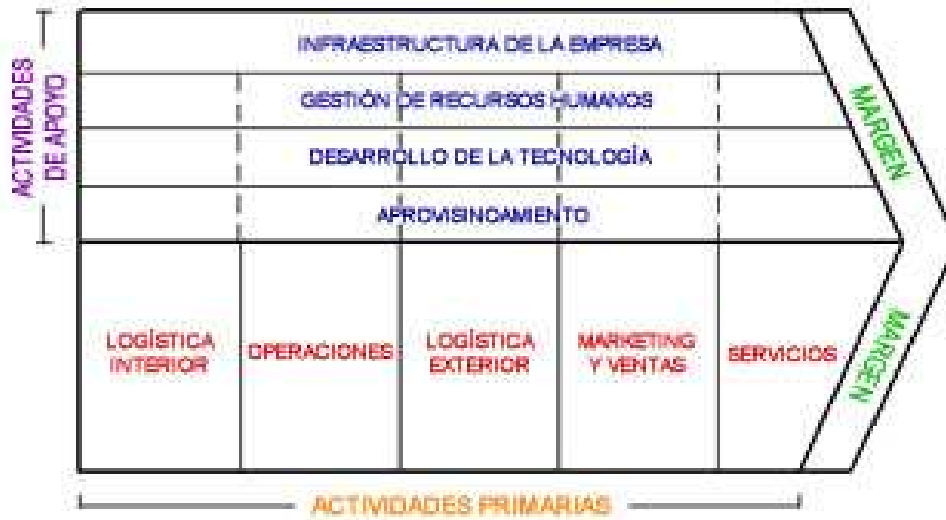 ACTIVIDADES
DE APOYO
INFRAESTRUCTURA DE LA EMPRESA
GESTIÓN DE RECURSOS HUMANOS
DESARROLLO DE LA TECNOLOGÍA
APROVISINOAMIENTO
MARGEN
LOGÍSTICA
INTERIOR
OPERACIONES
LOGÍSTICA
EXTERIOR
MARKETING
Y VENTAS
SERVICIOS
MARGEN
ACTIVIDADES PRIMARIAS